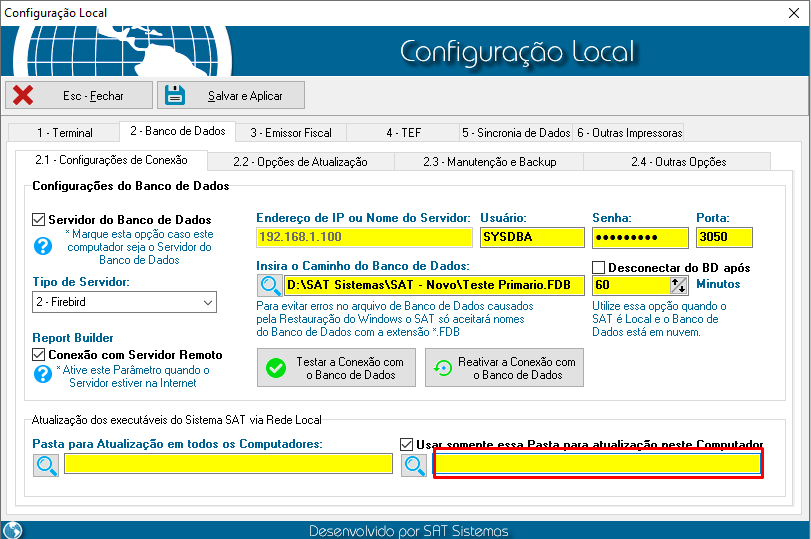 Configuração Local
Configuração Local
Esc - Fechar
Salvar e Aplicar
1 - Terminal
2 - Banco de Dados
3 - Emissor Fiscal
4 - TEF
5 - Sincronia de Dados
6 - Outras Impressoras
2.1 - Configurações de Conexão
2.2 - Opções de Atualização
2.3 - Manutenção e Backup
2.4 - Outras Opções
Configurações do Banco de Dados
Servidor do Banco de Dados
* Marque esta opção caso este
computador seja o Servidor do
Banco de Dados
Tipo de Servidor:
2 - Firebird
Report Builder
Conexão com Servidor Remoto
* Ative este Parâmetro quando o
Servidor estiver na Internet
Endereço de IP ou Nome do Servidor:
192.168.1.100
Usuário:
SYSDBA
Senha:
●●●●●●●●●
Porta:
3050
Insira o Caminho do Banco de Dados:
D:\SAT Sistemas\SAT - Novo\Teste Primario.FDB
Para evitar erros no arquivo de Banco de Dados causados
pela Restauração do Windows o SAT só aceitará nomes
do Banco de Dados com a extensão *.FDB
Desconectar do BD após
60
Minutos
Utilize essa opção quando o
SAT é Local e o Banco de
Dados está em nuvem.
Testar a Conexão com
o Banco de Dados
Reativar a Conexão com
o Banco de Dados
Atualização dos executáveis do Sistema SAT via Rede Local
Pasta para Atualização em todos os Computadores:
Usar somente essa Pasta para atualização neste Computador
Desenvolvido por SAT Sistemas